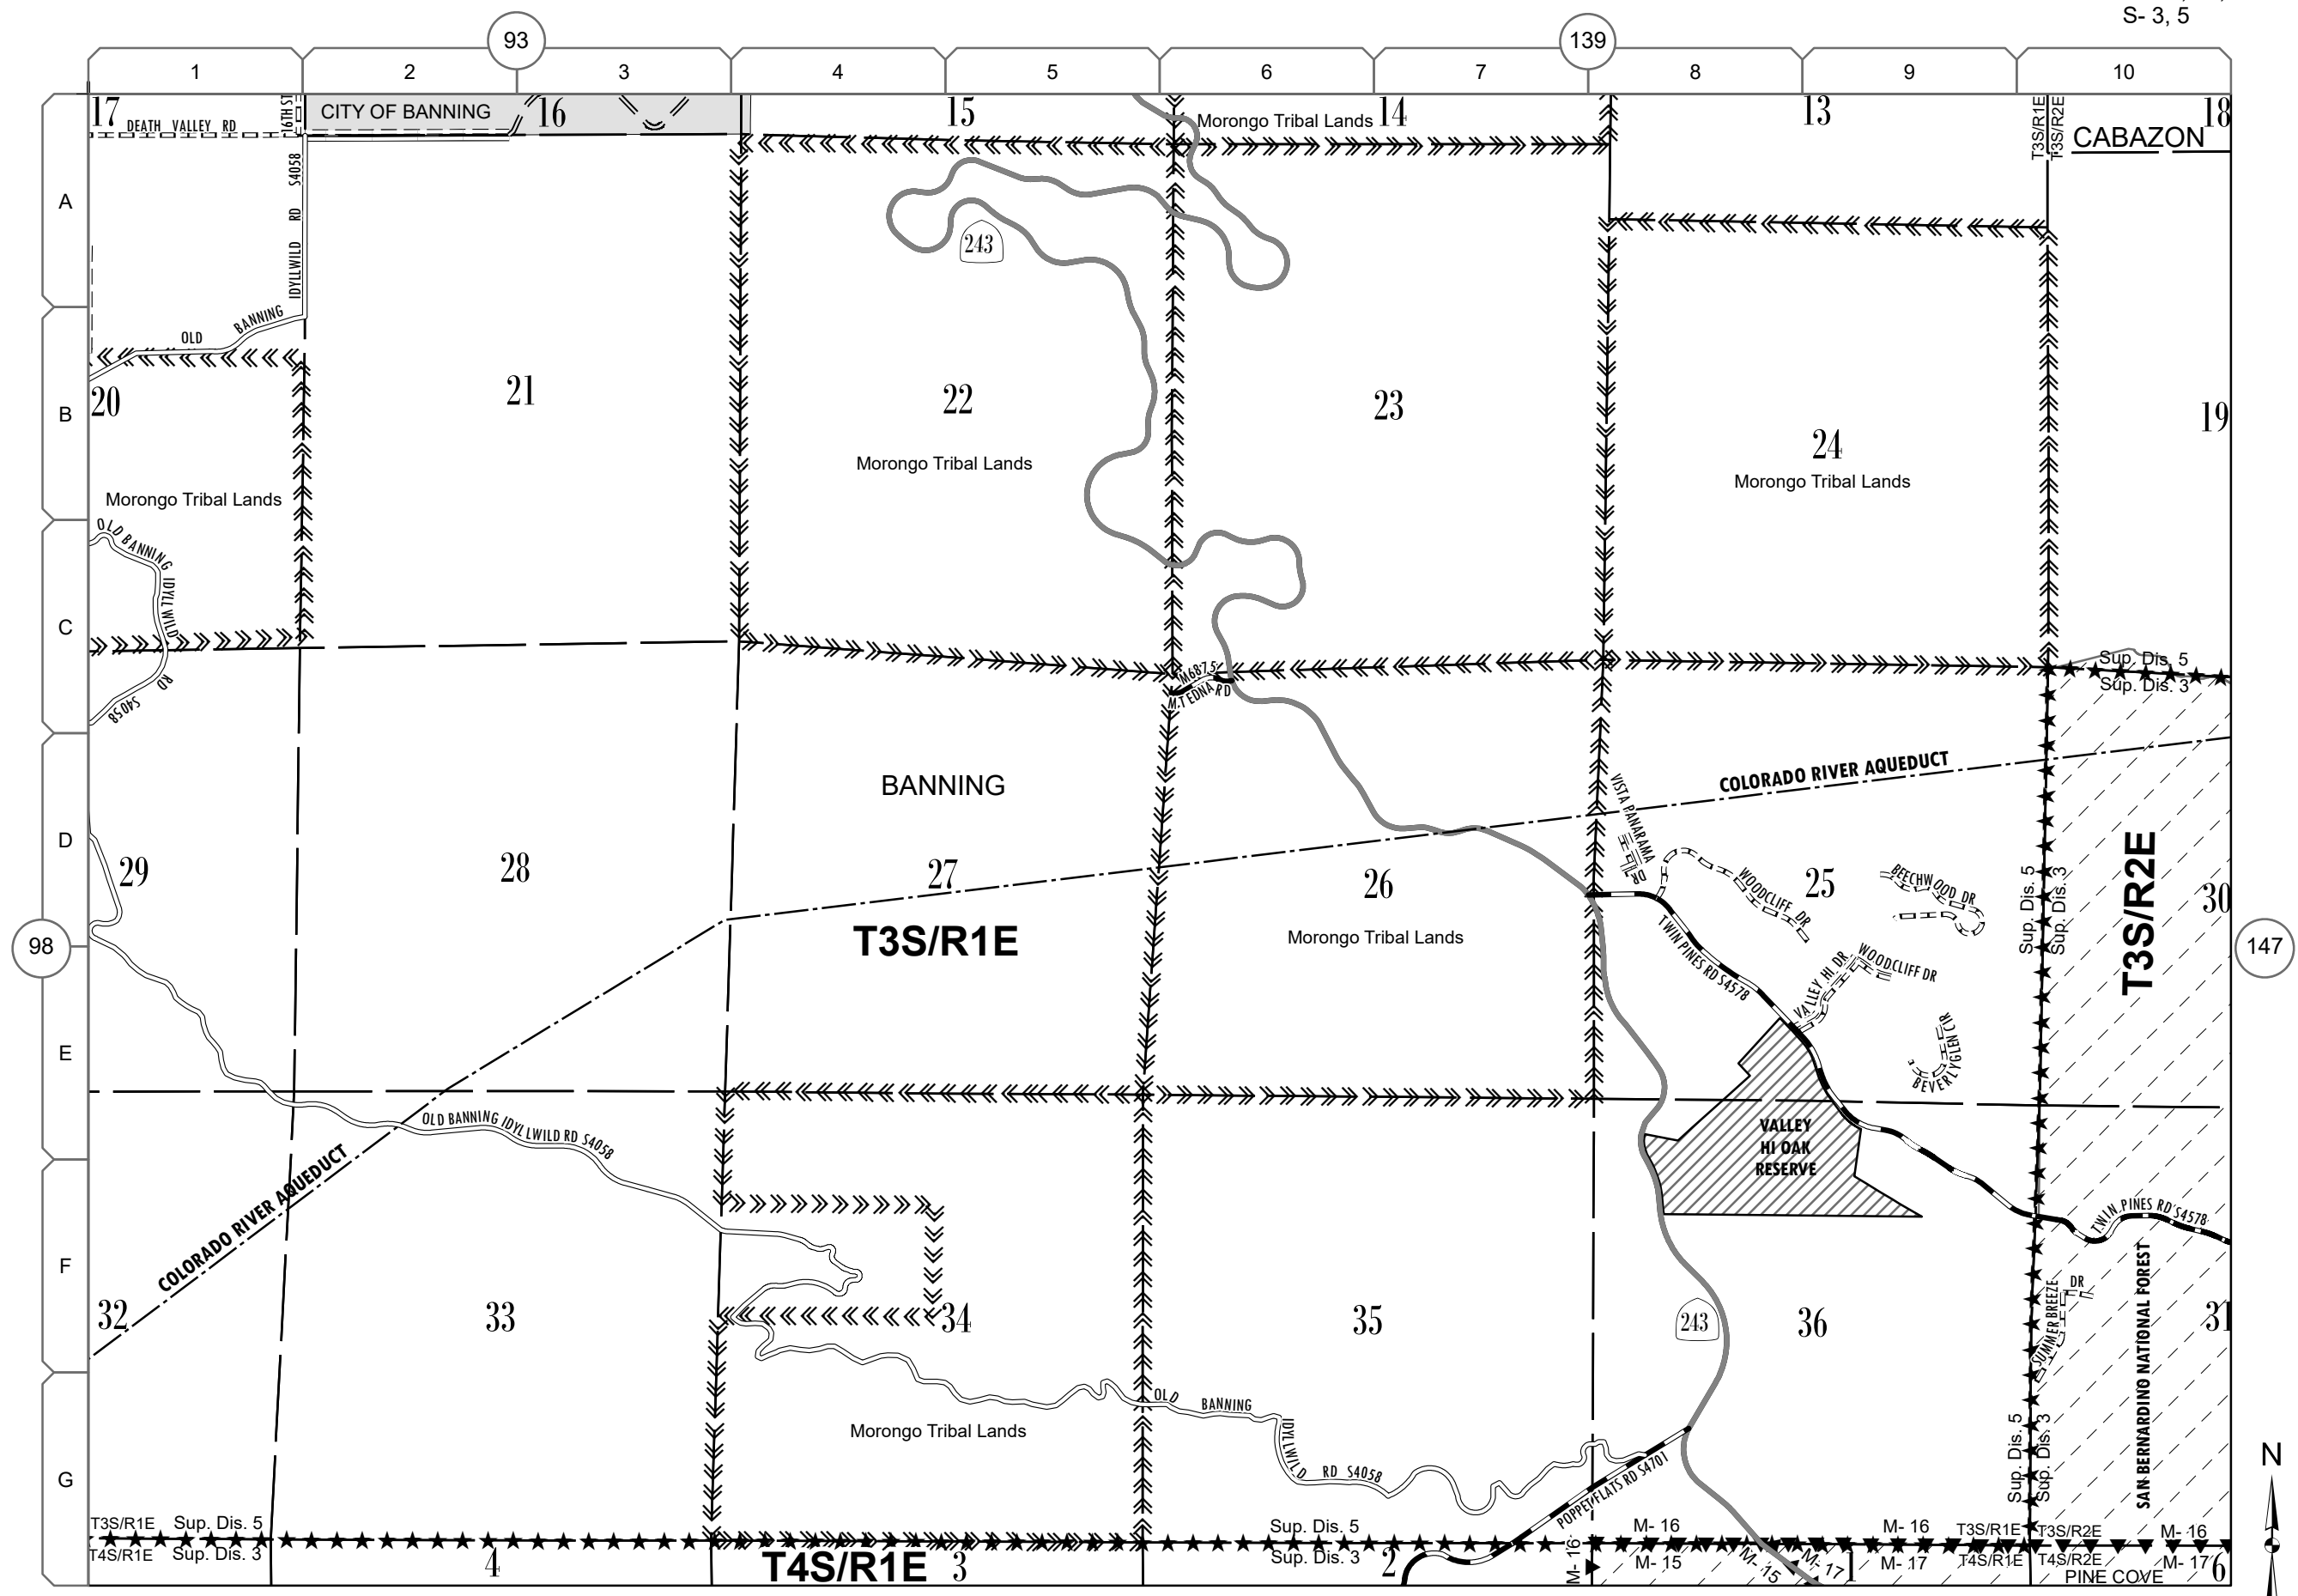 S- 3, 5
93
139
1
2
3
4
5
6
7
8
9
10
17
DEATH VALLEY RD
16TH ST
CITY OF BANNING
16
15
Morongo Tribal Lands
14
13
T3S/R1E
T3S/R2E
18
CABAZON
A
IDYLLWILD RD S4058
243
OLD BANNING
B
20
21
22
23
24
19
Morongo Tribal Lands
Morongo Tribal Lands
Morongo Tribal Lands
C
OLD BANNING IDYLLWILD RD
S4058
M6875
M.T EDNA RD
Sup. Dis. 5
Sup. Dis. 3
BANNING
COLORADO RIVER AQUEDUCT
VISTA PANARAMA DR
D
29
28
27
26
25
30
WOODCLIFF DR
BEECHWOOD DR
Sup. Dis. 5
Sup. Dis. 3
T3S/R2E
T3S/R1E
Morongo Tribal Lands
98
147
TWIN PINES RD S4578
VALLEY HI. DR
WOODCLIFF DR
E
BEVERLYGLEN CIR
OLD BANNING IDYLLWILD RD S4058
VALLEY
HI OAK
RESERVE
COLORADO RIVER AQUEDUCT
TWIN PINES RD S4578
F
32
33
34
35
243
36
31
SUMMER BREEZE DR
SAN BERNARDINO NATIONAL FOREST
OLD BANNING
IDYLLWILD RD S4058
Morongo Tribal Lands
G
POPPET FLATS RD S4701
Sup. Dis. 5
Sup. Dis. 3
N
T3S/R1E
Sup. Dis. 5
T4S/R1E
Sup. Dis. 3
4
T4S/R1E
3
Sup. Dis. 5
Sup. Dis. 3
2
M- 16
M- 16
M- 15
M- 15
M- 17
1
M- 16
M- 17
T3S/R1E
T4S/R1E
T3S/R2E
T4S/R2E
M- 16
M- 17
PINE COVE
6